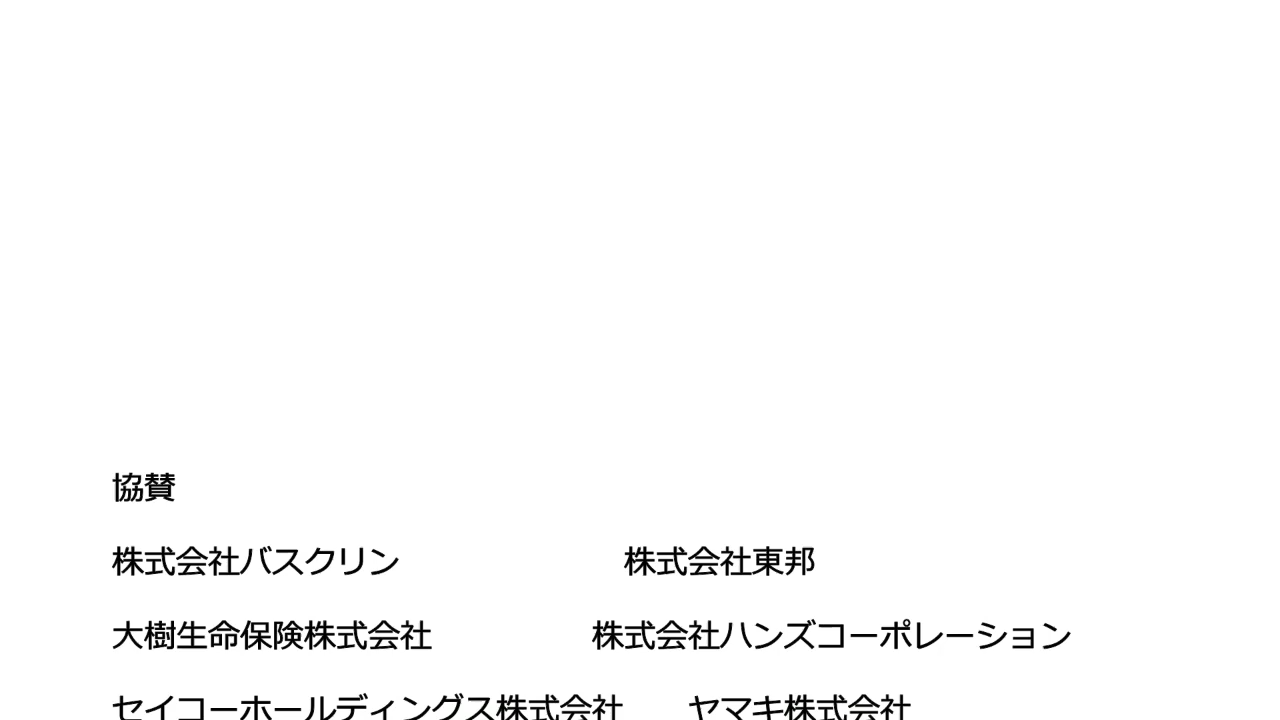 協賛
株式会社バスクリン　　　　　　　株式会社東邦
大樹生命保険株式会社　　　　　株式会社ハンズコーポレーション
セイコーホールディングス株式会社　　ヤマキ株式会社